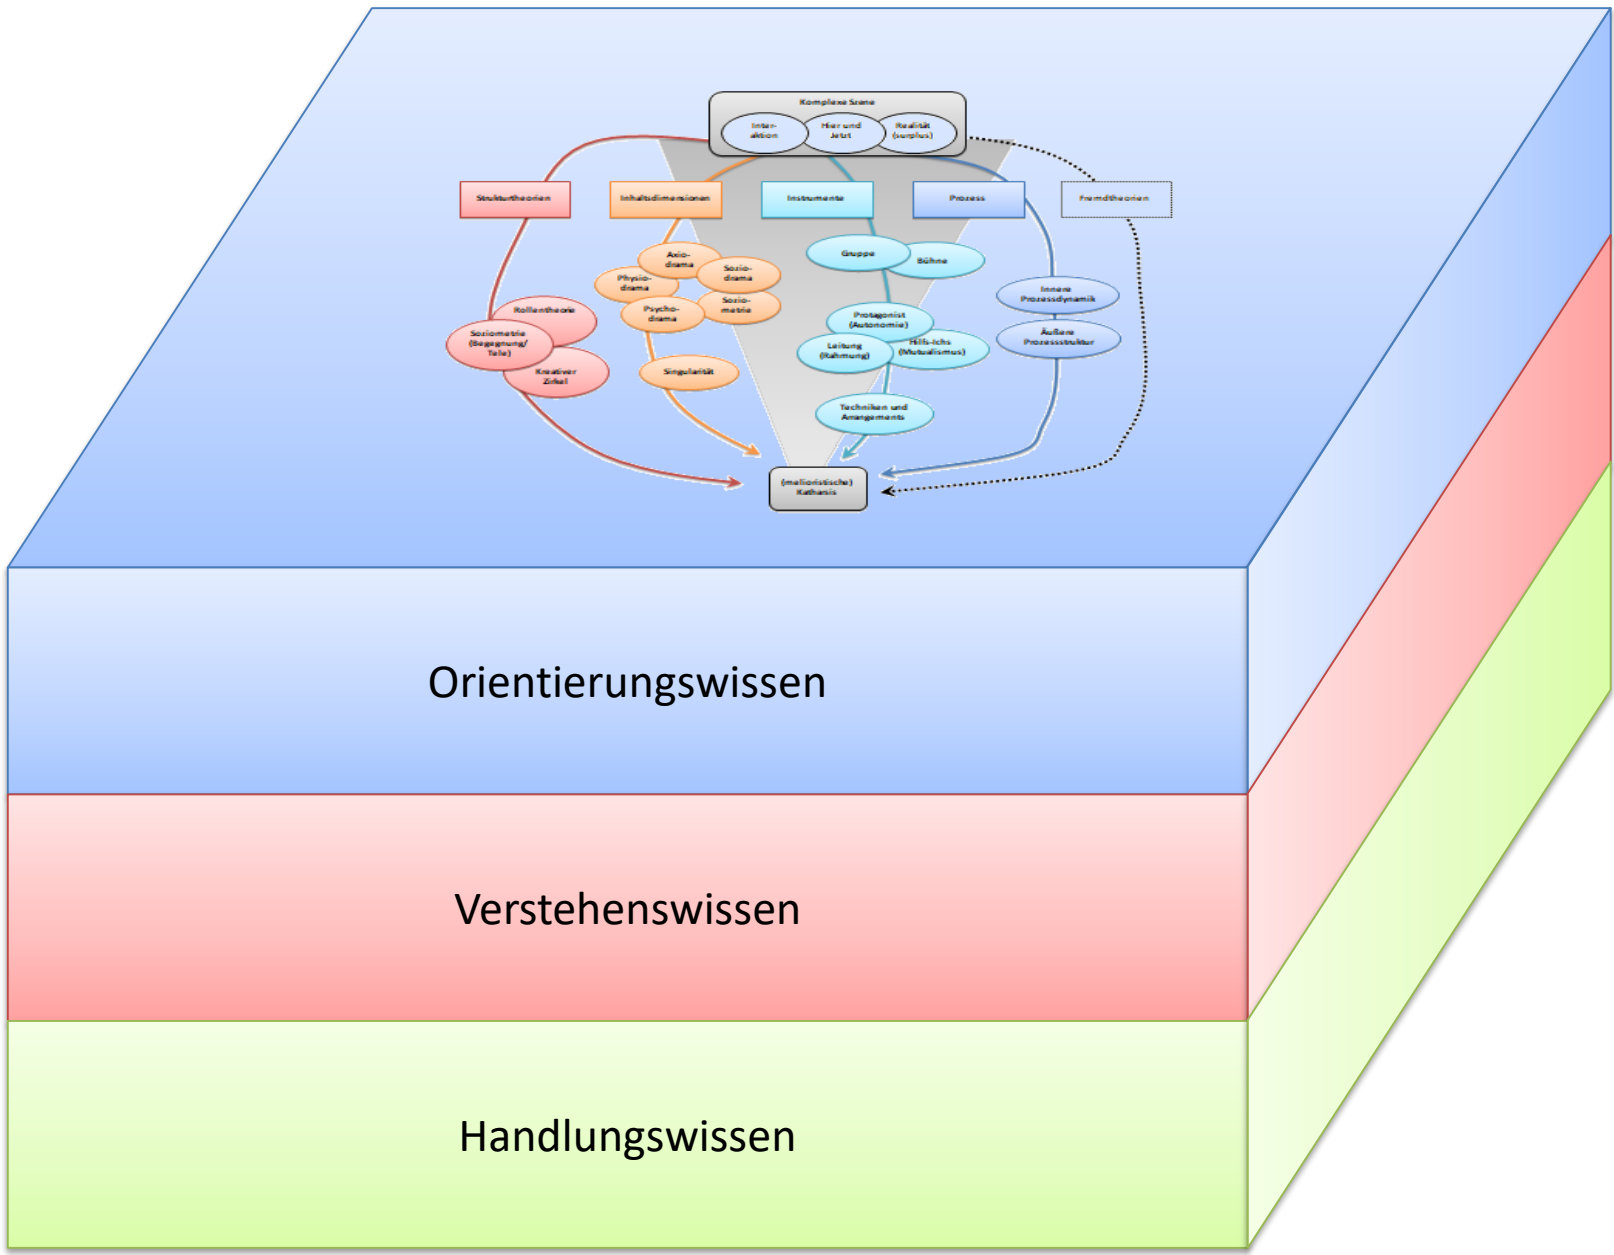 Komplexe Szene
Inter-
aktion
Hier und
Jetzt
Realität
(surplus)
Strukturtheorien
Inhaltsdimensionen
Instrumente
Prozess
Fremdtheorien
Axio-
drama
Sozio-
drama
Physio-
drama
Sozio-
metrie
Psycho-
drama
Singularität
Gruppe
Bühne
Innere
Prozessdynamik
Äußere
Prozessstruktur
Rollentheorie
Soziometrie
(Begegnung/
Tele)
Kreativer
Zirkel
Protagonist
(Autonomie)
Leitung
(Rahmung)
Hilfs-Ichs
(Mutualismus)
Techniken und
Arrangements
(melioristische)
Katharsis
Orientierungswissen
Verstehenswissen
Handlungswissen